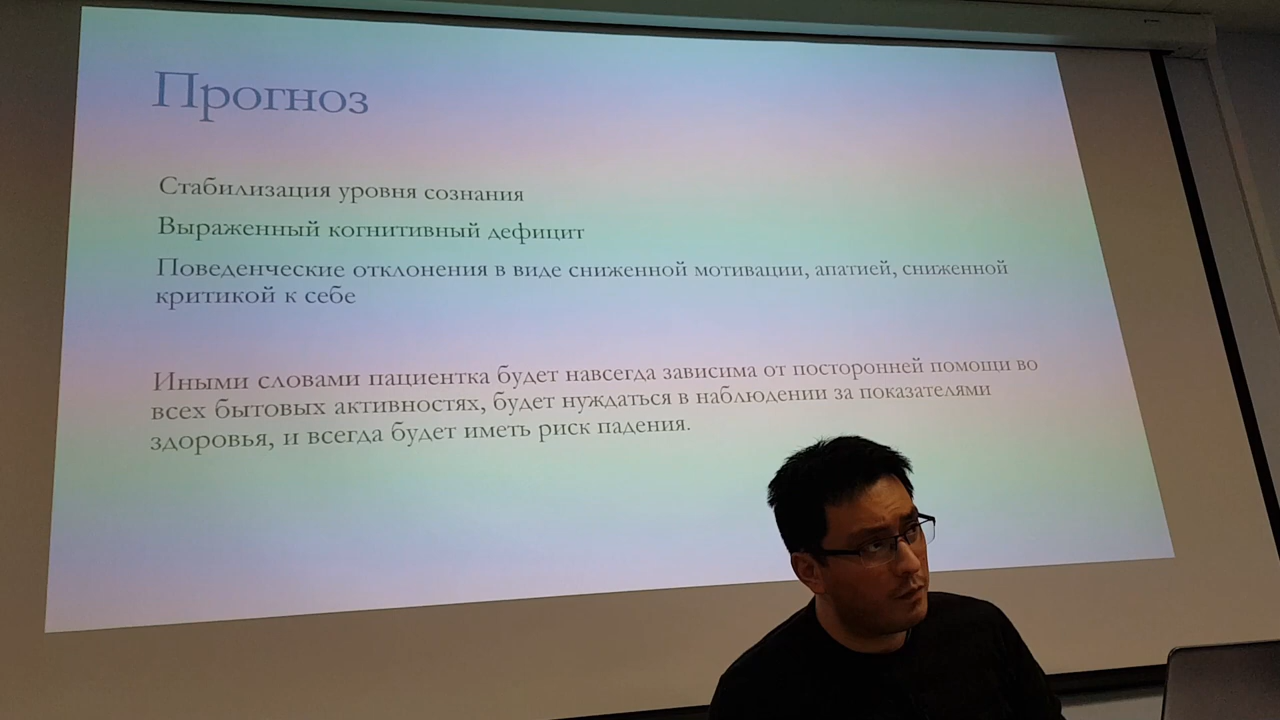 Прогноз
Стабилизация уровня сознания
Выраженный когнитивный дефицит
Поведенческие отклонения в виде сниженной мотивации, апатией, сниженной
критикой к себе
Иными словами пациентка будет навсегда зависима от посторонней помощи во
всех бытовых активностях, будет нуждаться в наблюдении за показателями
здоровья, и всегда будет иметь риск падения.